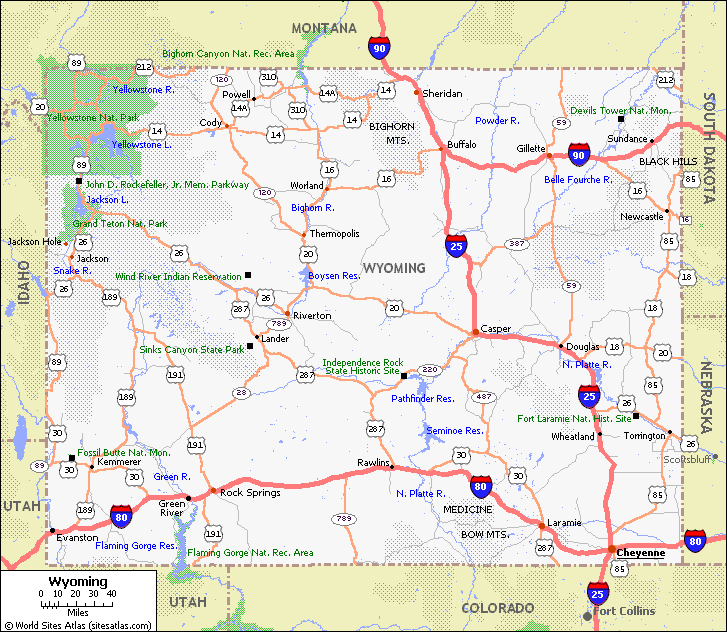 MONTANA
Bighorn Canyon Nat. Rec. Area
90
89
212
Yellowstone R.
120
310
Powell
14A
14A
14
Sheridan
212
20
310
Devils Tower Nat. Mon.
Yellowstone Nat. Park
14
Cody
14
14
BIGHORN
MTS.
Powder R.
59
Sundance
SOUTH DAKOTA
Yellowstone L.
Buffalo
Gillette
90
BLACK HILLS
89
16
16
85
John D. Rockefeller, Jr. Mem. Parkway
Worland
Belle Fourche R.
16
Jackson L.
120
Bighorn R.
Grand Teton Nat. Park
Newcastle
16
Thermopolis
Jackson Hole
26
26
20
25
387
85
Jackson
Snake R.
Wind River Indian Reservation
Boysen Res.
WYOMING
18
IDAHO
26
189
26
59
287
20
18
Riverton
789
Casper
Lander
Sinks Canyon State Park
Douglas
18
20
89
Independence Rock
State Historic Site
220
N. Platte R.
191
287
85
NEBRASKA
189
28
Pathfinder Res.
487
25
26
Fort Laramie Nat. Hist. Site
30
287
Seminoe Res.
Wheatland
Torrington
26
191
Fossil Butte Nat. Mon.
30
Scottsbluff
89
30
Kemmerer
Rawlins
30
30
Green R.
80
Rock Springs
N. Platte R.
85
UTAH
189
80
Green
River
789
MEDICINE
BOW MTS.
Laramie
Evanston
191
80
Flaming Gorge Res.
287
Flaming Gorge Nat. Rec. Area
Cheyenne
85
Wyoming
0 10 20 30 40
Miles
© World Sites Atlas (sitesatlas.com)
UTAH
COLORADO
25
Fort Collins